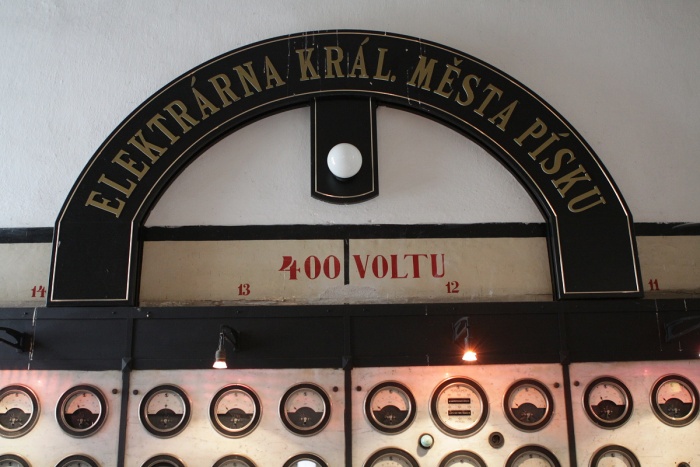 ELEKTRÁRNA KRÁL. MĚSTA PÍSKU
400 VOLTU
14 13 12 11